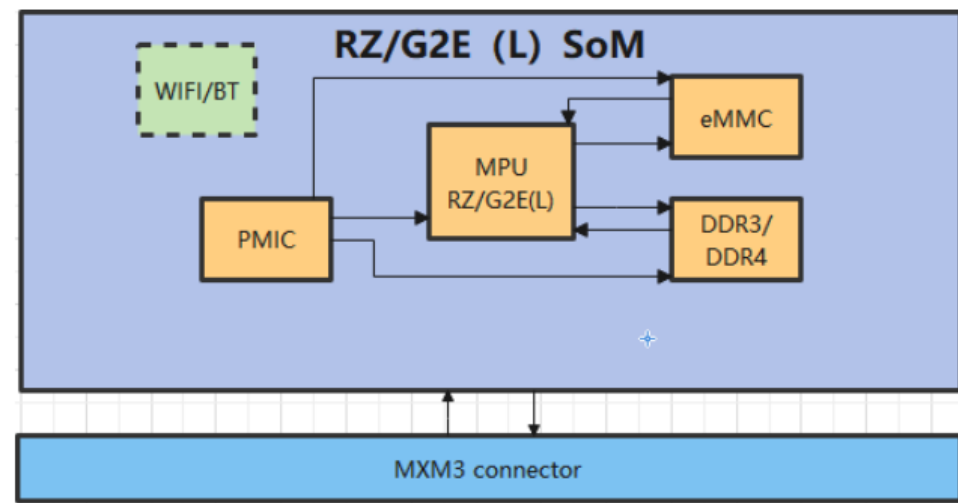 RZ/G2E (L) SoM
WIFI/BT
eMMC
MPU
RZ/G2E(L)
PMIC
DDR3/
DDR4
MXM3 connector